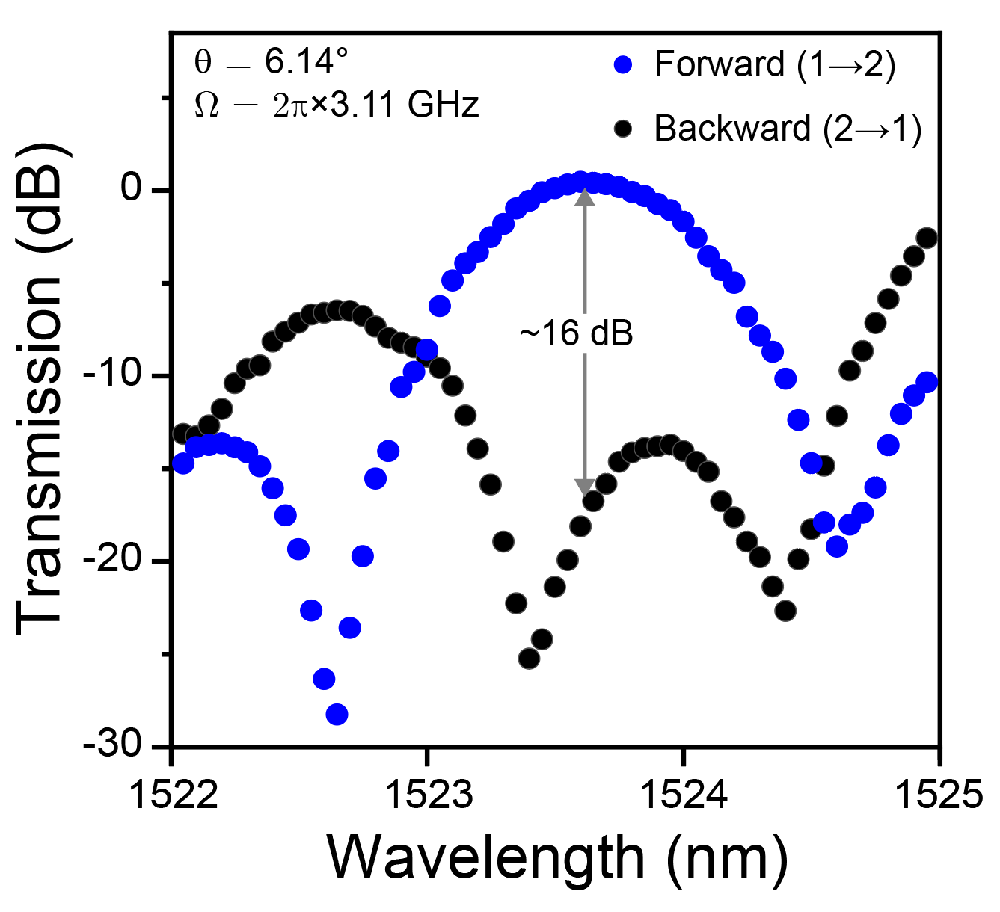 θ = 6.14°
Ω = 2π×3.11 GHz
Forward (1→2)
Backward (2→1)
~16 dB
Transmission (dB)
0
-10
-20
-30
1522
1523
1524
1525
Wavelength (nm)